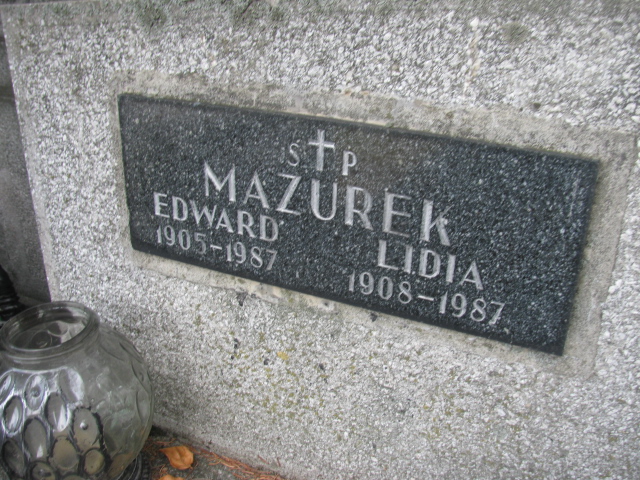 S P
MAZUREK
EDWARD LIDIA
1905-1987 1908-1987